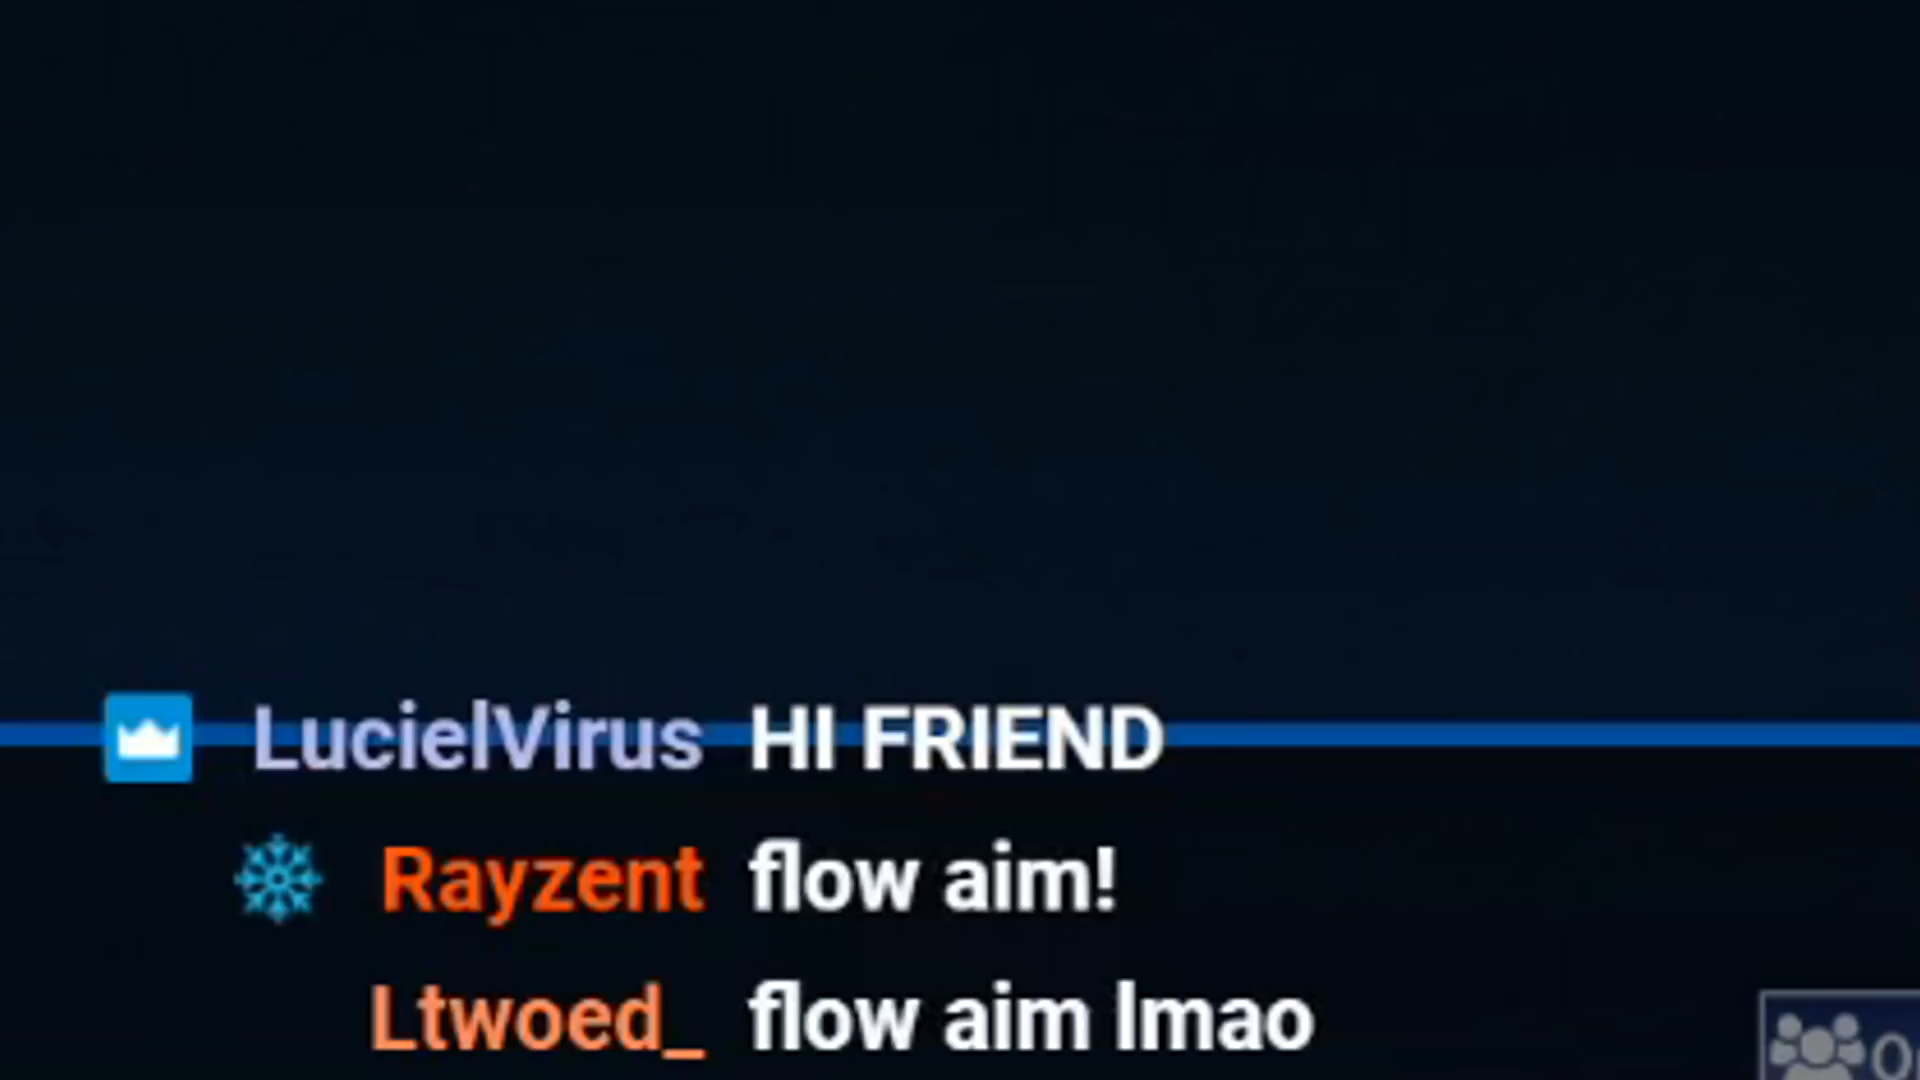 LucielVirus HI FRIEND
Rayzent flow aim!
Ltwoed_ flow aim lmao